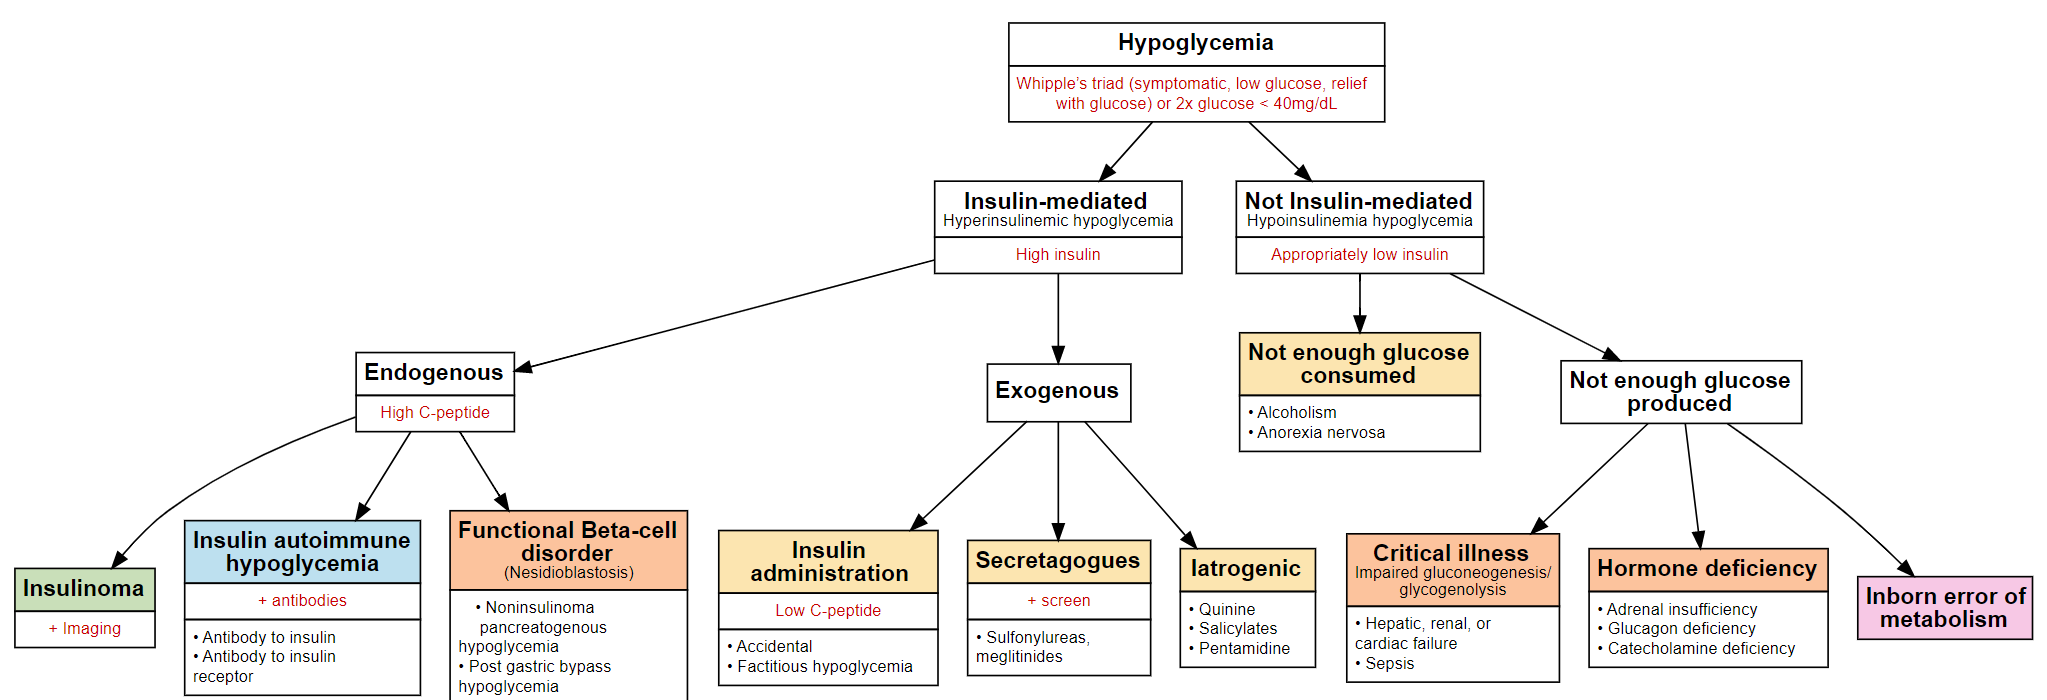 Hypoglycemia
Whipple's triad (symptomatic, low glucose, relief
with glucose) or 2x glucose < 40mg/dL
Insulin-mediated
Hyperinsulinemic hypoglycemia
High insulin
Not Insulin-mediated
Hypoinsulinemia hypoglycemia
Appropriately low insulin
Endogenous
High C-peptide
Exogenous
Not enough glucose
consumed
• Alcoholism
• Anorexia nervosa
Not enough glucose
produced
Insulinoma
+ Imaging
Insulin autoimmune
hypoglycemia
+ antibodies
• Antibody to insulin
• Antibody to insulin
receptor
Functional Beta-cell
disorder
(Nesidioblastosis)
• Noninsulinoma
pancreatogenous
hypoglycemia
• Post gastric bypass
hypoglycemia
Insulin
administration
Low C-peptide
• Accidental
• Factitious hypoglycemia
Secretagogues
+ screen
• Sulfonylureas,
meglitinides
Iatrogenic
• Quinine
• Salicylates
• Pentamidine
Critical illness
Impaired gluconeogenesis/
glycogenolysis
• Hepatic, renal, or
cardiac failure
• Sepsis
Hormone deficiency
• Adrenal insufficiency
• Glucagon deficiency
• Catecholamine deficiency
Inborn error of
metabolism